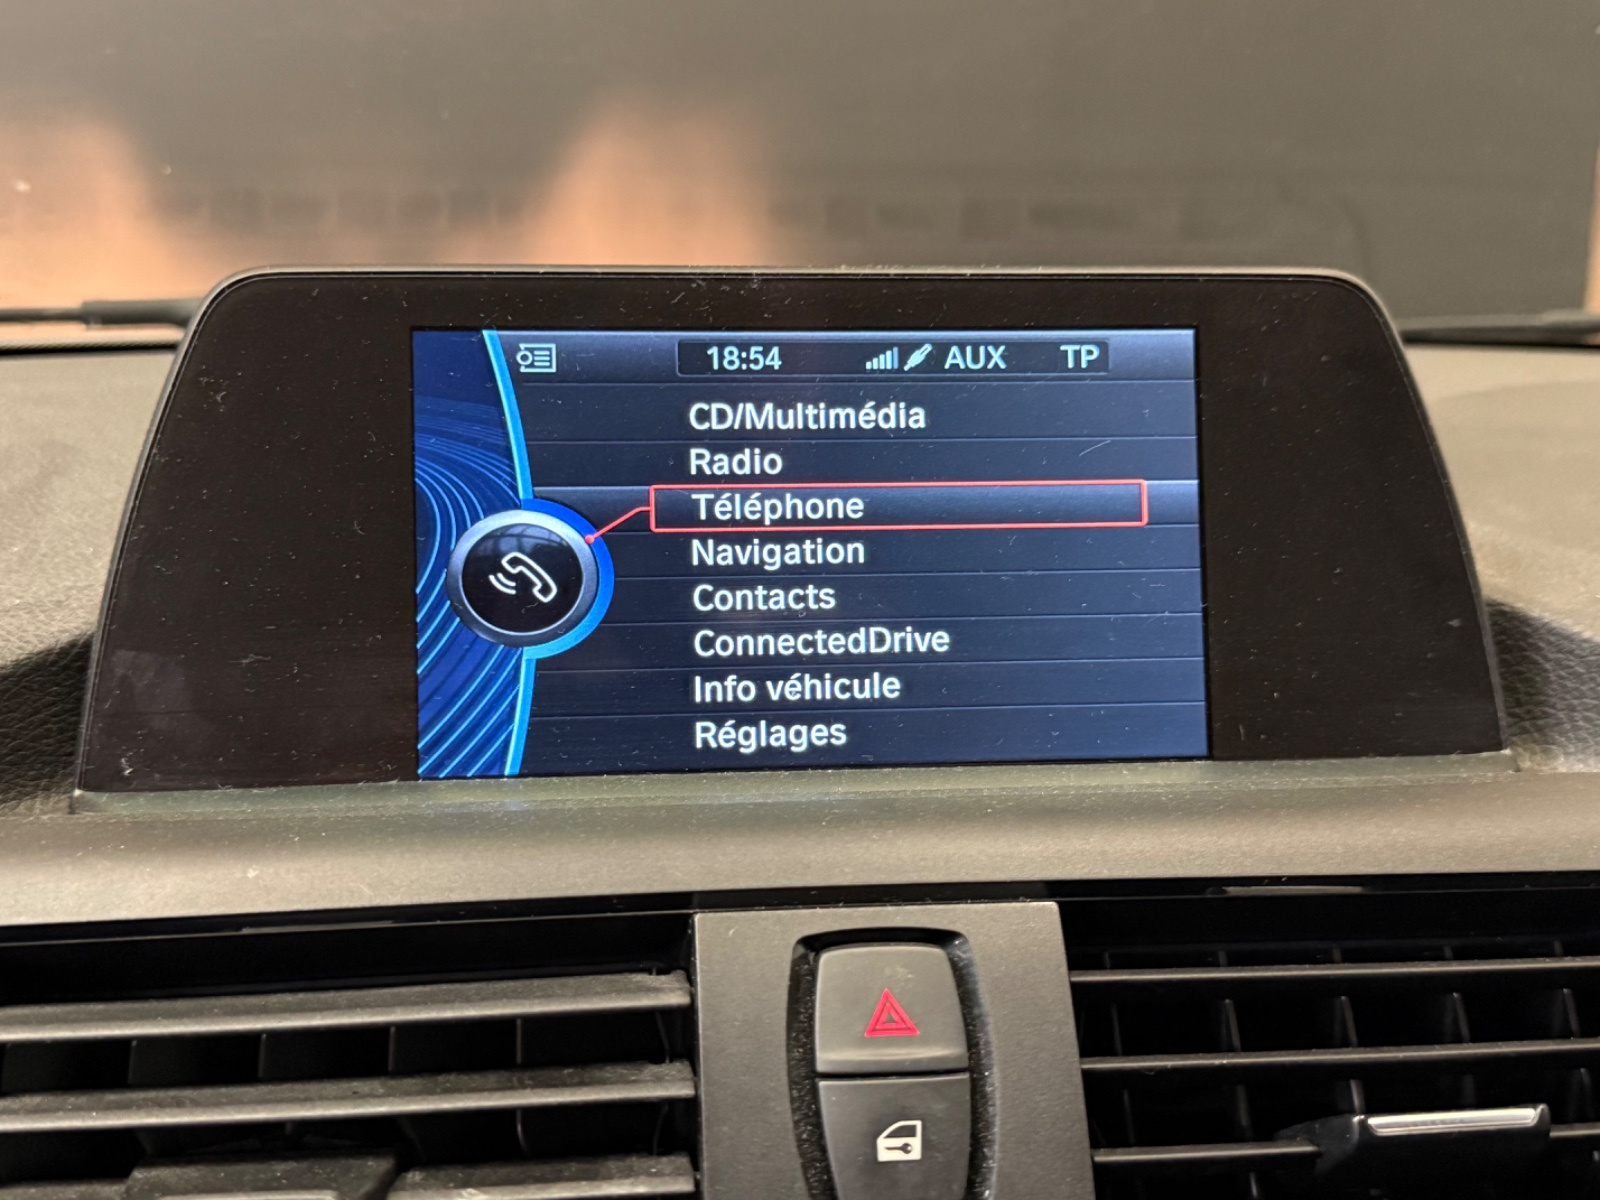 18:54 AUX TP
CD/Multimédia
Radio
Téléphone
Navigation
Contacts
ConnectedDrive
Info véhicule
Réglages